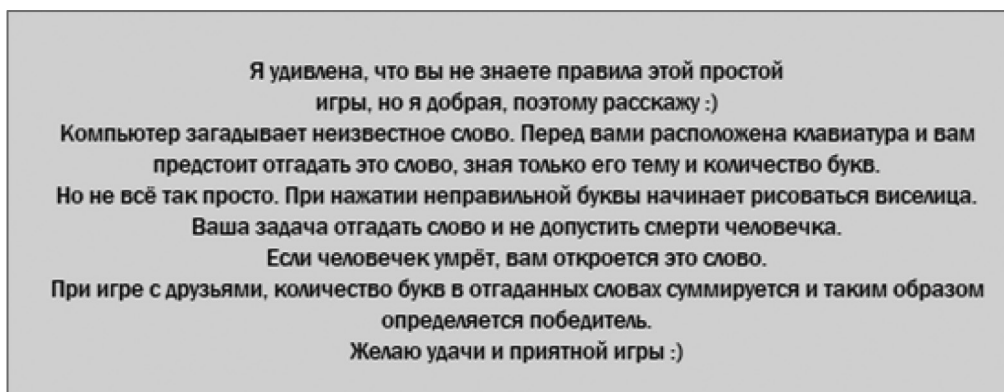 Я удивлена, что вы не знаете правила этой простой
игры, но я добрая, поэтому расскажу :)
Компьютер загадывает неизвестное слово. Перед вами расположена клавиатура и вам
предстоит отгадать это слово, зная только его тему и количество букв.
Но не всё так просто. При нажатии неправильной буквы начинает рисоваться виселица.
Ваша задача отгадать слово и не допустить смерти человечка.
Если человечек умрёт, вам откроется это слово.
При игре с друзьями, количество букв в отгаданных словах суммируется и таким образом
определяется победитель.
Желаю удачи и приятной игры :)